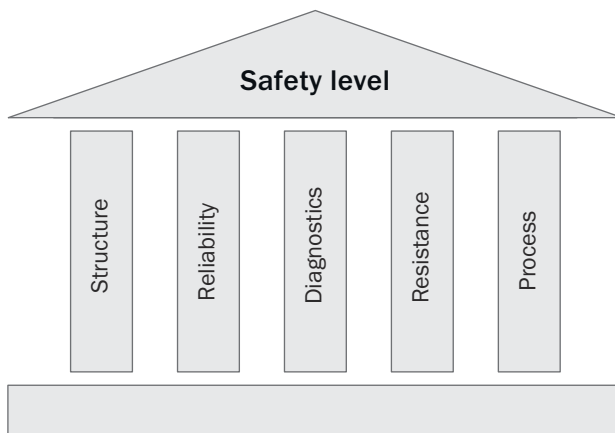 Safety level
Structure
Reliability
Diagnostics
Resistance
Process